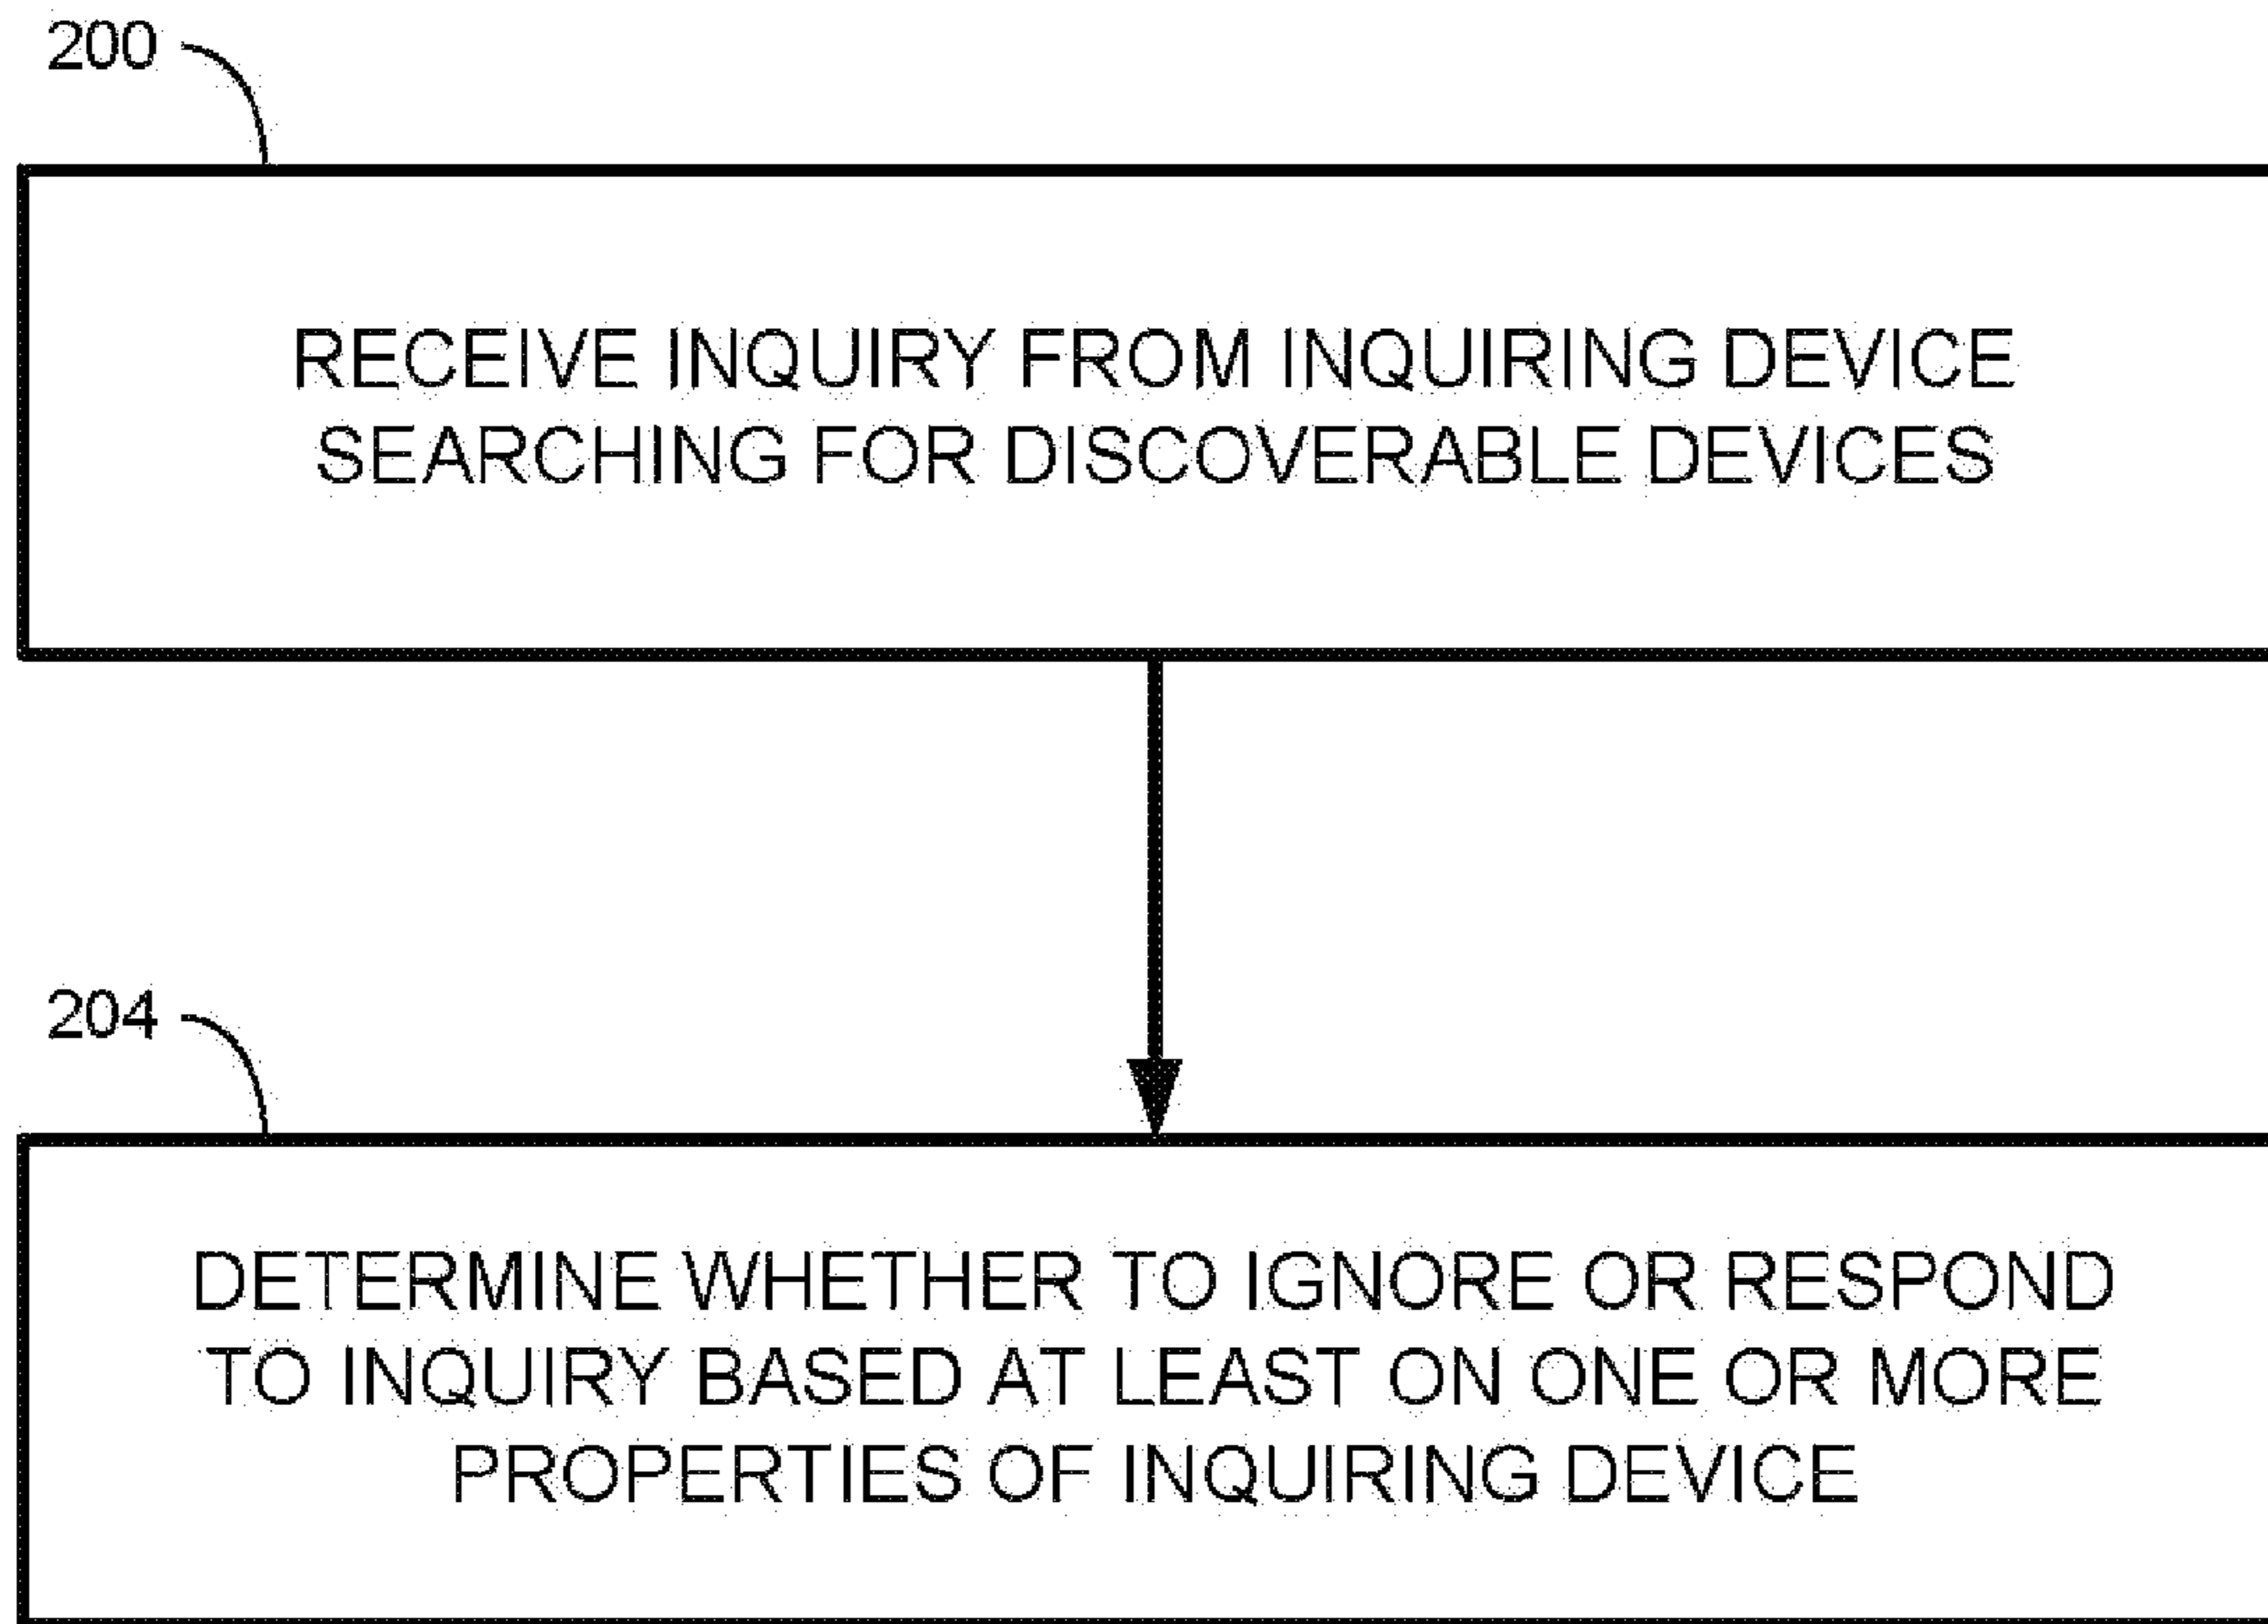 200
RECEIVE INQUIRY FROM INQUIRING DEVICE
SEARCHING FOR DISCOVERABLE DEVICES
204
DETERMINE WHETHER TO IGNORE OR RESPOND
TO INQUIRY BASED AT LEAST ON ONE OR MORE
PROPERTIES OF INQUIRING DEVICE